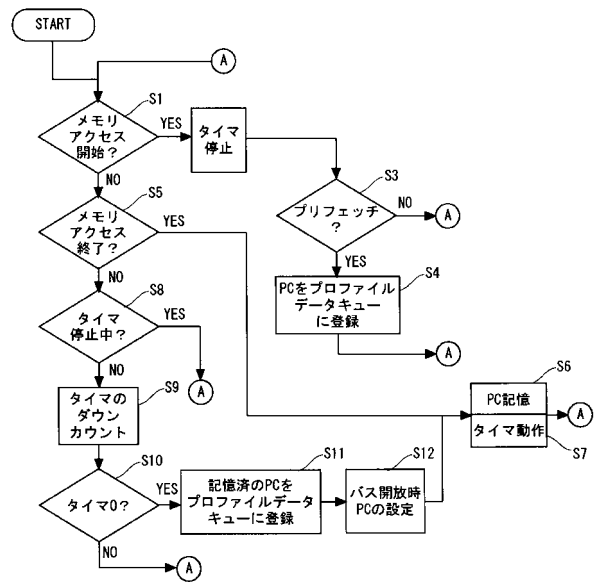 START
A
S1
メモリ
アクセス
開始？
YES
タイマ
停止
NO
S3
プリフェッチ
？
NO
A
YES
S4
PCをプロファイル
データキュー
に登録
A
S5
メモリ
アクセス
終了？
YES
NO
S8
タイマ
停止中？
YES
A
NO
S9
タイマの
ダウン
カウント
S6
PC記憶
タイマ動作
S7
A
S10
タイマ0？
YES
S11
記憶済のPCを
プロファイルデータ
キューに登録
S12
バス開放時
PCの設定
NO
A